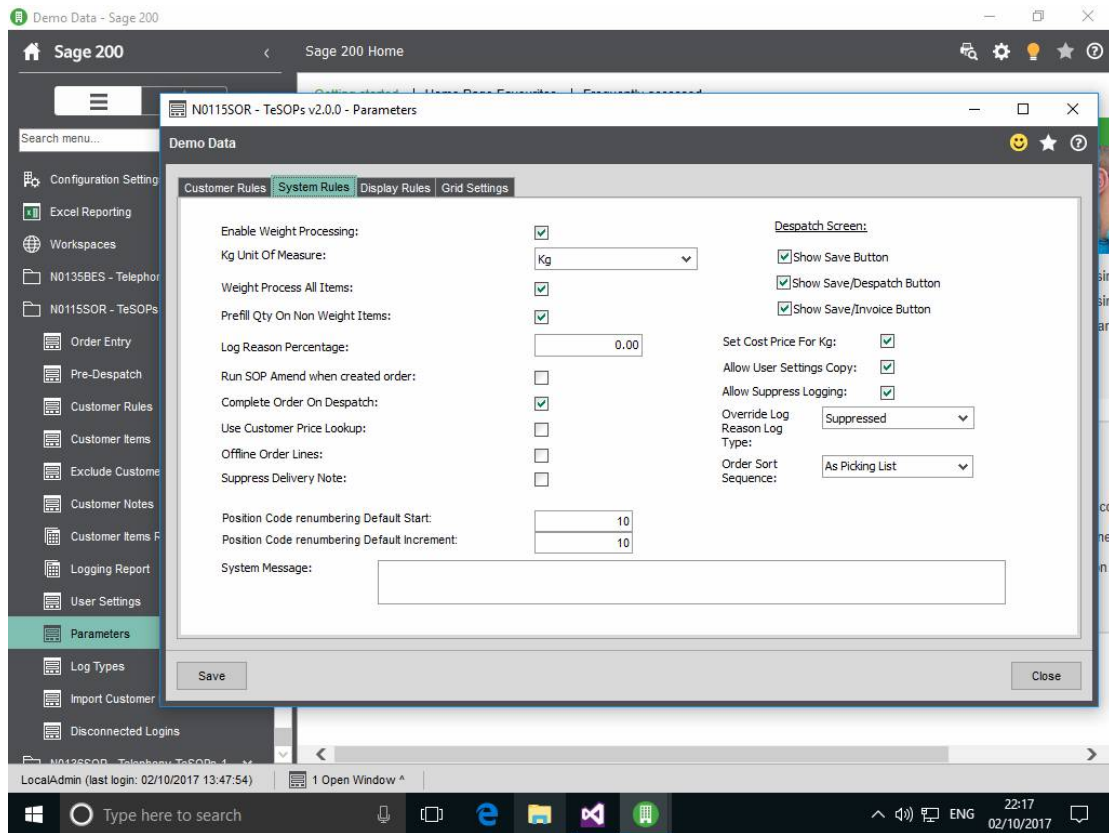 Demo Data - Sage 200
Sage 200
Sage 200 Home
Search menu...
Configuration Setting
Excel Reporting
Workspaces
N0135BES - Telephon
N0115SOR - TeSOPs
Order Entry
Pre-Despatch
Customer Rules
Customer Items
Exclude Custome
Customer Notes
Customer Items R
Logging Report
User Settings
Parameters
Log Types
Import Customer
Disconnected Logins
N0115SOR - TeSOPs v2.0.0 - Parameters
Demo Data
Customer Rules System Rules Display Rules Grid Settings
Enable Weight Processing:
Kg Unit Of Measure: Kg
Weight Process All Items:
Prefill Qty On Non Weight Items:
Log Reason Percentage: 0.00
Run SOP Amend when created order:
Complete Order On Despatch:
Use Customer Price Lookup:
Offline Order Lines:
Suppress Delivery Note:
Position Code renumbering Default Start: 10
Position Code renumbering Default Increment: 10
System Message:
Despatch Screen:
Show Save Button
Show Save/Despatch Button
Show Save/Invoice Button
Set Cost Price For Kg:
Allow User Settings Copy:
Allow Suppress Logging:
Override Log
Reason Log
Type:
Suppressed
Order Sort
Sequence:
As Picking List
Save
Close
LocalAdmin (last login: 02/10/2017 13:47:54)
1 Open Window ^
Type here to search
ENG
22:17
02/10/2017